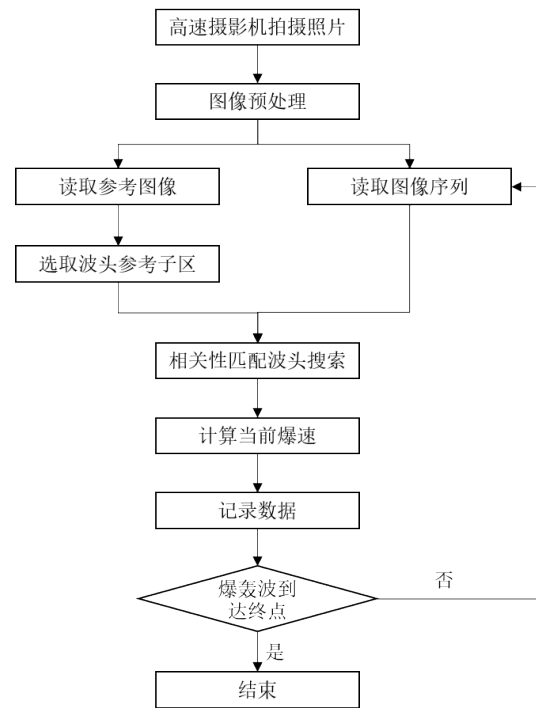 高速摄影机拍摄照片
图像预处理
读取参考图像
读取图像序列
选取波头参考子区
相关性匹配波头搜索
计算当前爆速
记录数据
爆轰波到
达终点
否
是
结束